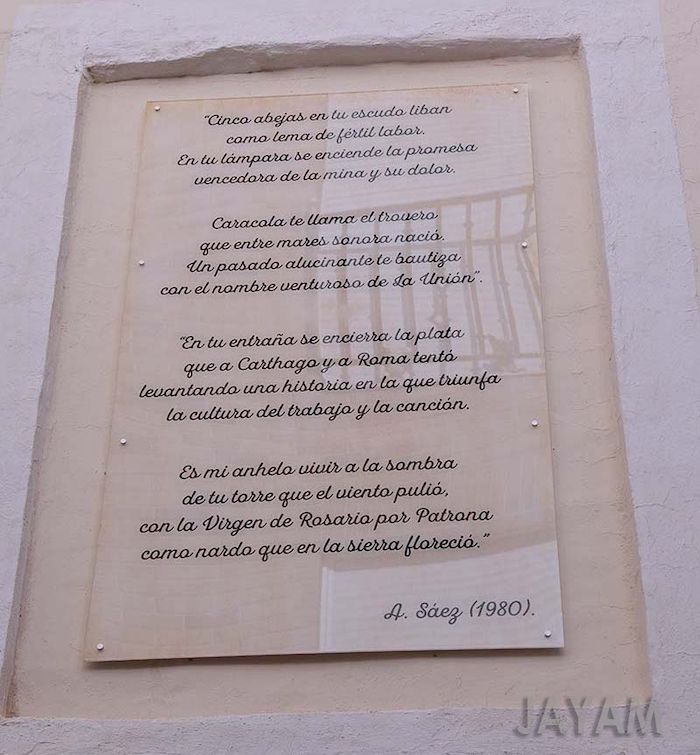 "Cinco abejas en tu escudo liban
como lema de fértil labor.
En tu lámpara se enciende la promesa
vencedora de la mina y su dolor.
Caracola te llama el trovero
que entre mares sonora nació.
Un pasado alucinante te bautiza
con el nombre venturoso de La Unión".
"En tu entraña se encierra la plata
que a Carthago y a Roma tentó
levantando una historia en la que triunfa
la cultura del trabajo y la canción.
Es mi anhelo vivir a la sombra
de tu torre que el viento pulió,
con la Virgen de Rosario por Patrona
como nardo que en la sierra floreció."
A. Sáez (1980).
JAYAM